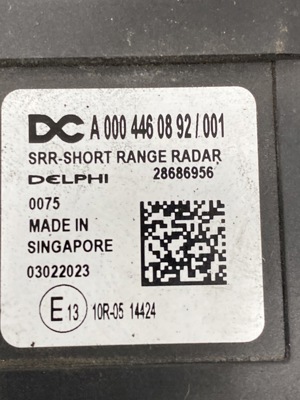 DC A 000 446 08 92 / 001
SRR-SHORT RANGE RADAR
DELPHI 28686956
0075
MADE IN
SINGAPORE
03022023
E13 10R-05 14424